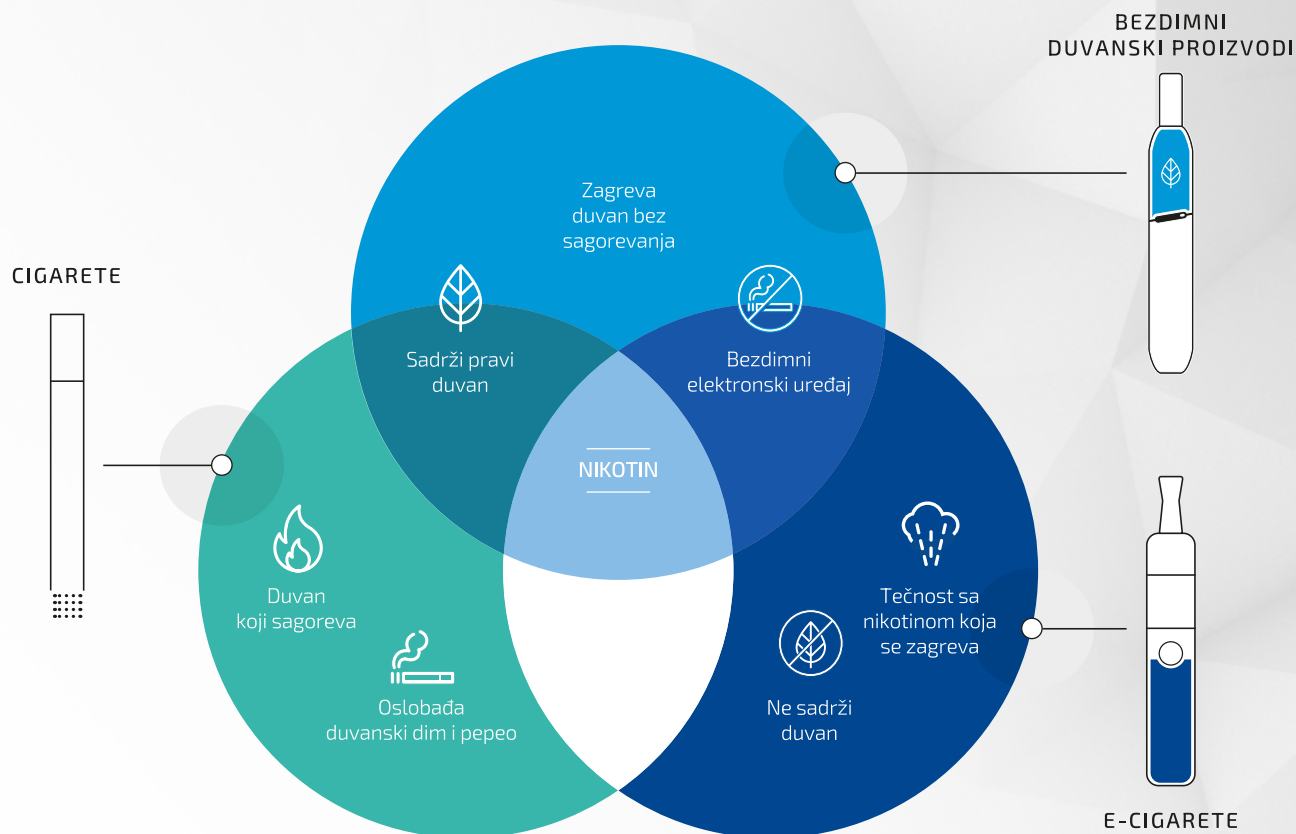 BEZDIMNI
DUVANSKI PROIZVODI
Zagreva
duvan bez
sagorevanja
CIGARETE
Sadrži pravi
duvan
Bezdimni
elektronski uređaj
NIKOTIN
Duvan
koji sagoreva
Tečnost sa
nikotinom koja
se zagreva
Oslobađa
duvanski dim i pepeo
Ne sadrži
duvan
E-CIGARETE